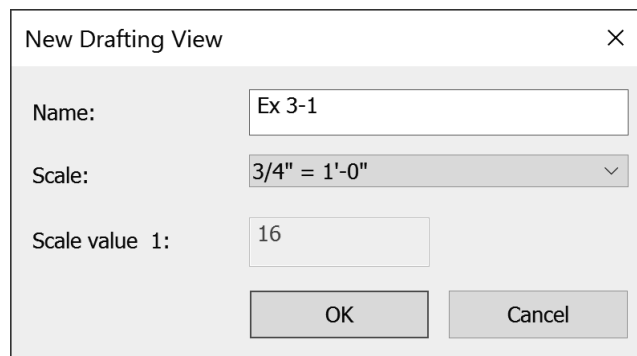 New Drafting View
Name:
Ex 3-1
Scale:
3/4" = 1'-0"
Scale value  1:
16
OK
Cancel